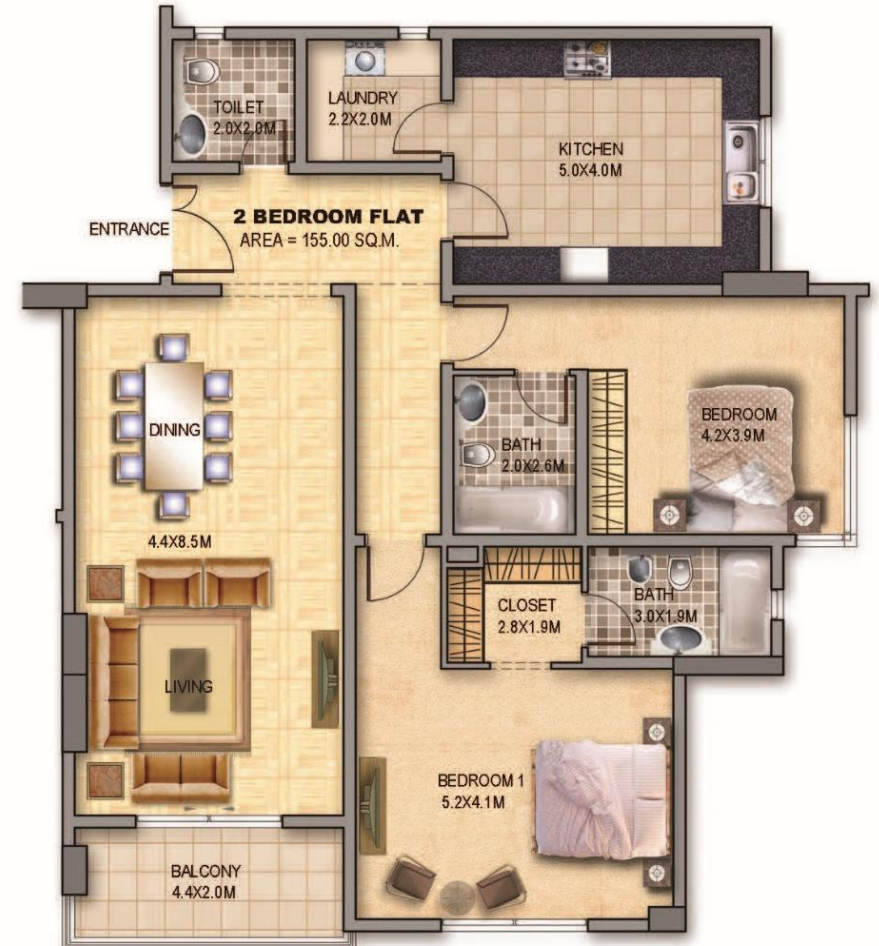 TOILET
2.0X2.0M
LAUNDRY
2.2X2.0M
KITCHEN
5.0X4.0M
ENTRANCE
2 BEDROOM FLAT
AREA = 155.00 SQ.M.
DINING
4.4X8.5M
BATH
2.0X2.6M
BEDROOM
4.2X3.9M
CLOSET
2.8X1.9M
BATH
3.0X1.9M
LIVING
BEDROOM 1
5.2X4.1M
BALCONY
4.4X2.0M